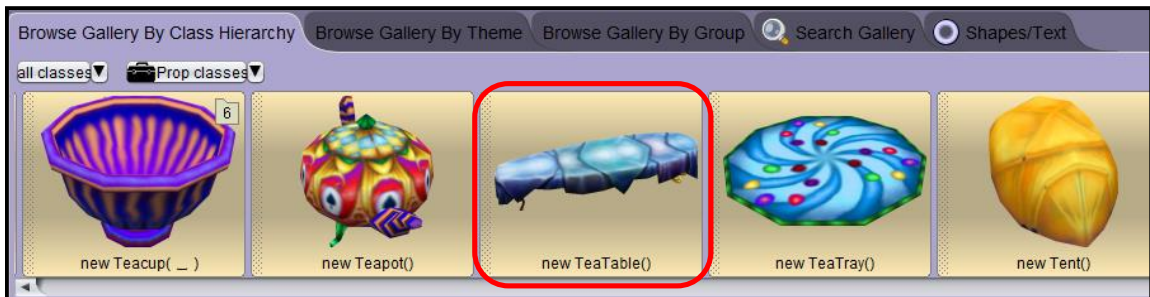 Browse Gallery By Class Hierarchy Browse Gallery By Theme Browse Gallery By Group Search Gallery Shapes/Text
all classes Prop classes
6
new Teacup( _ ) new Teapot() new TeaTable() new TeaTray() new Tent()